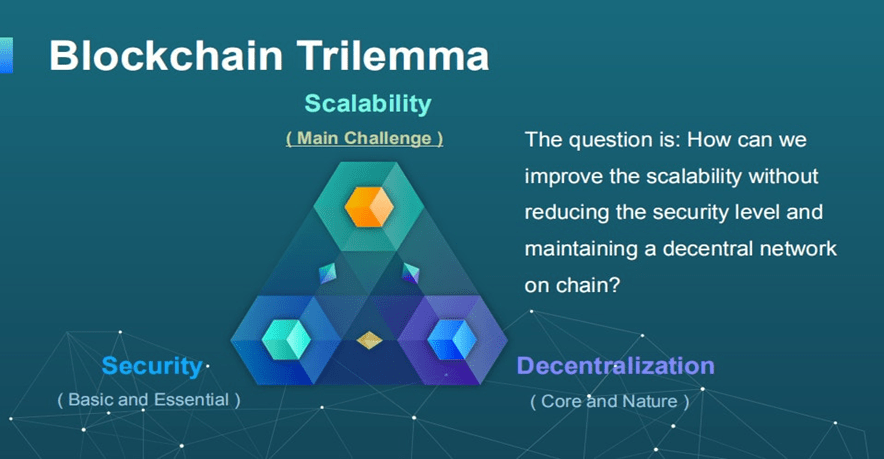 Blockchain Trilemma
Scalability
( Main Challenge )
The question is: How can we
improve the scalability without
reducing the security level and
maintaining a decentral network
on chain?
Security
( Basic and Essential )
Decentralization
( Core and Nature )